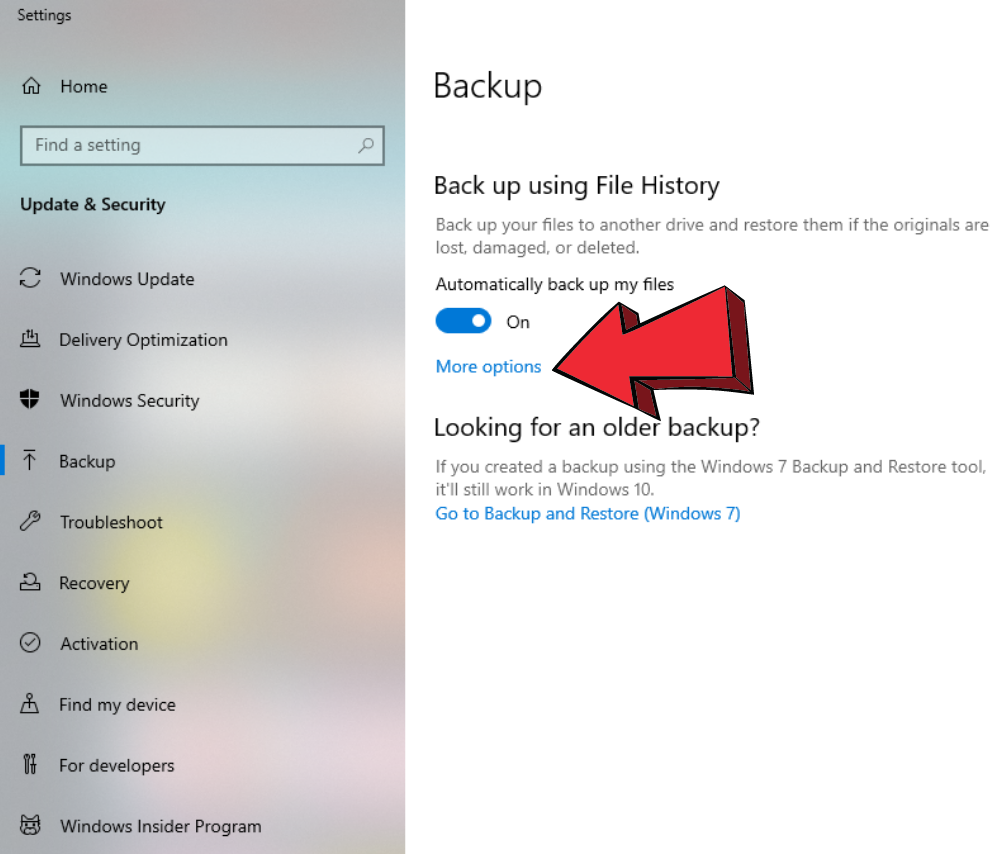 Settings
Home
Find a setting
Update & Security
Windows Update
Delivery Optimization
Windows Security
Backup
Troubleshoot
Recovery
Activation
Find my device
For developers
Windows Insider Program
Backup
Back up using File History
Back up your files to another drive and restore them if the originals are
lost, damaged, or deleted.
Automatically back up my files
On
More options
Looking for an older backup?
If you created a backup using the Windows 7 Backup and Restore tool,
it'll still work in Windows 10.
Go to Backup and Restore (Windows 7)